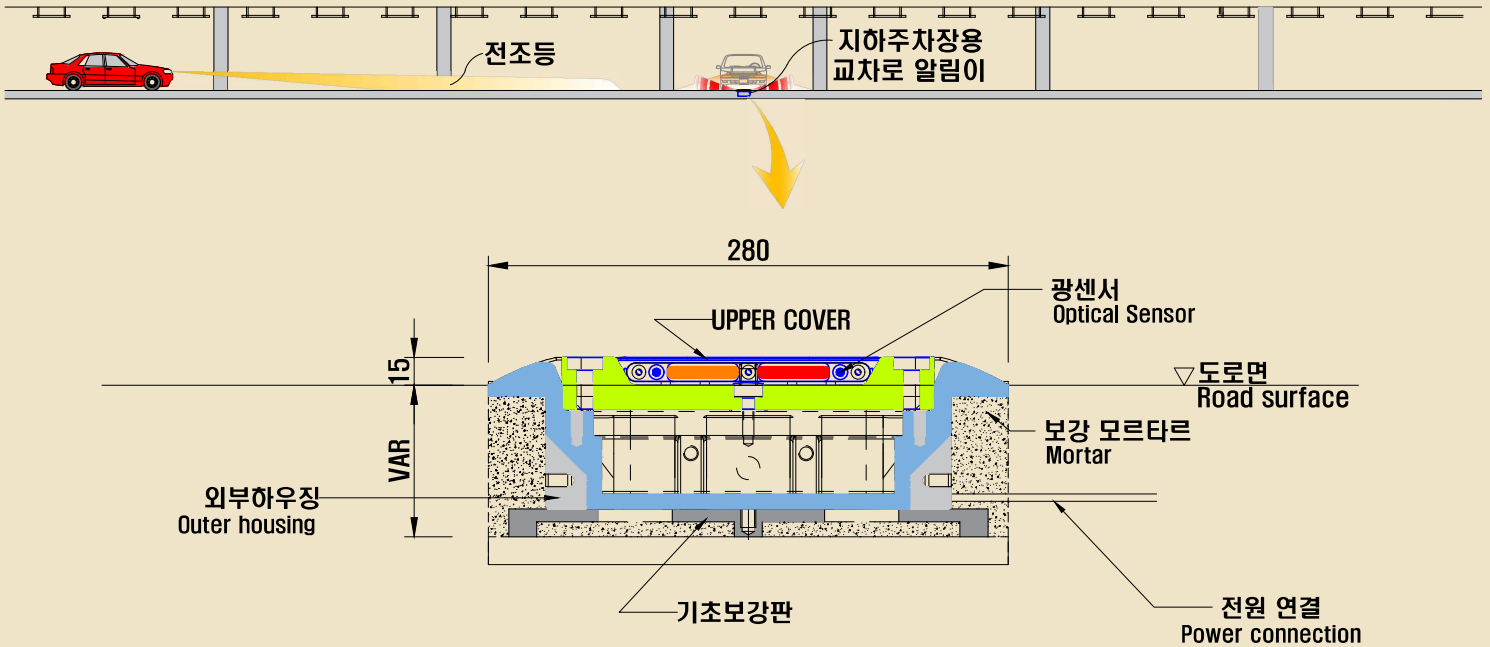 전조등
지하주차장용
교차로 알림이
280
광센서
Optical Sensor
UPPER COVER
15
도로면
Road surface
보강 모르타르
Mortar
VAR
외부하우징
Outer housing
기초보강판
전원 연결
Power connection